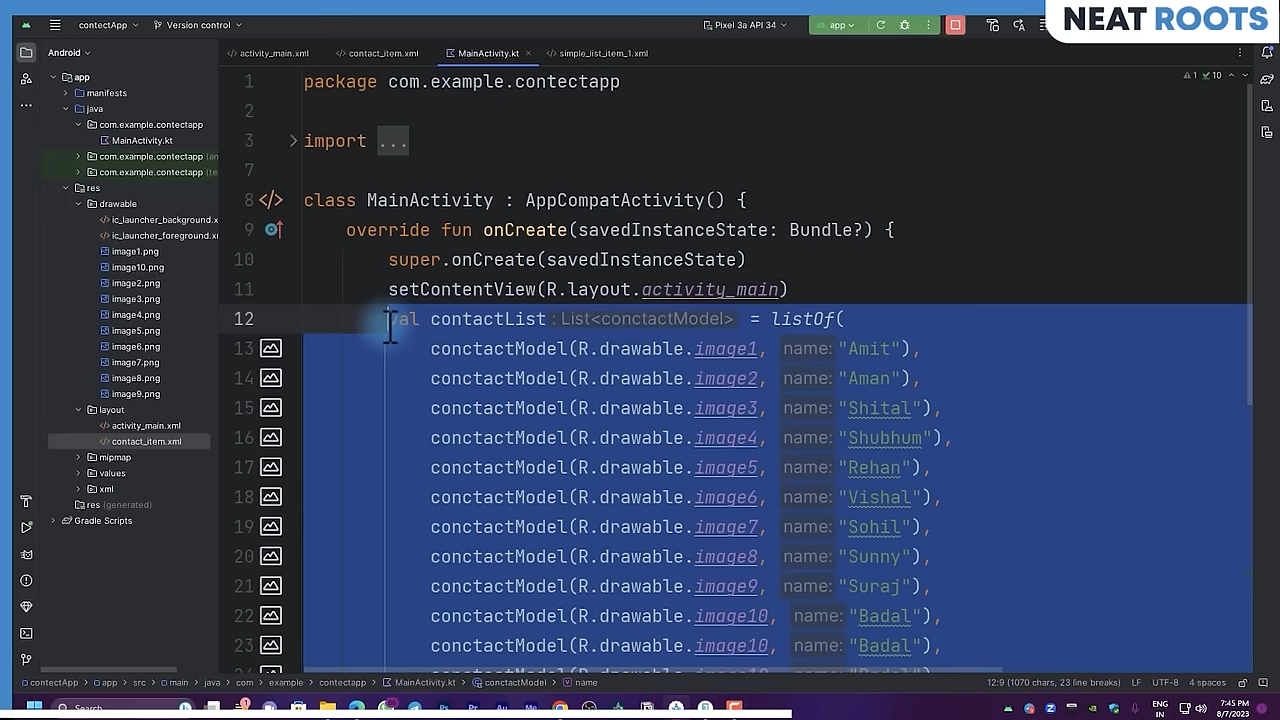 NEAT ROOTS
contectApp
Version control
Pixel 3a API 34
app
Android
activity_main.xml
contact_item.xml
MainActivity.kt
simple_list_item_1.xml
app
manifests
java
com.example.contectapp
MainActivity.kt
com.example.contectapp (an
com.example.contectapp (te
res
drawable
ic_launcher_background.x
ic_launcher_foreground.xm
image1.png
image10.png
image2.png
image3.png
image4.png
image5.png
image6.png
image7.png
image8.png
image9.png
layout
activity_main.xml
contact_item.xml
mipmap
values
xml
res (generated)
Gradle Scripts
1 10
1 package com.example.contectapp
2
3 import ...
7
8 class MainActivity : AppCompatActivity() {
9 override fun onCreate(savedInstanceState: Bundle?) {
10 super.onCreate(savedInstanceState)
11 setContentView(R.layout.activity_main)
12 val contactList : List<conctactModel> = listOf(
13 conctactModel(R.drawable.image1, name: "Amit"),
14 conctactModel(R.drawable.image2, name: "Aman"),
15 conctactModel(R.drawable.image3, name: "Shital"),
16 conctactModel(R.drawable.image4, name: "Shubhum"),
17 conctactModel(R.drawable.image5, name: "Rehan"),
18 conctactModel(R.drawable.image6, name: "Vishal"),
19 conctactModel(R.drawable.image7, name: "Sohil"),
20 conctactModel(R.drawable.image8, name: "Sunny"),
21 conctactModel(R.drawable.image9, name: "Suraj"),
22 conctactModel(R.drawable.image10, name: "Badal"),
23 conctactModel(R.drawable.image10, name: "Badal"),
contectApp app src main java com example contectapp MainActivity.kt conctactModel name
12:9 (1070 chars, 23 line breaks) LF UTF-8 4 spaces
Search
ENG
IN
7:45 PM
8/7/2023